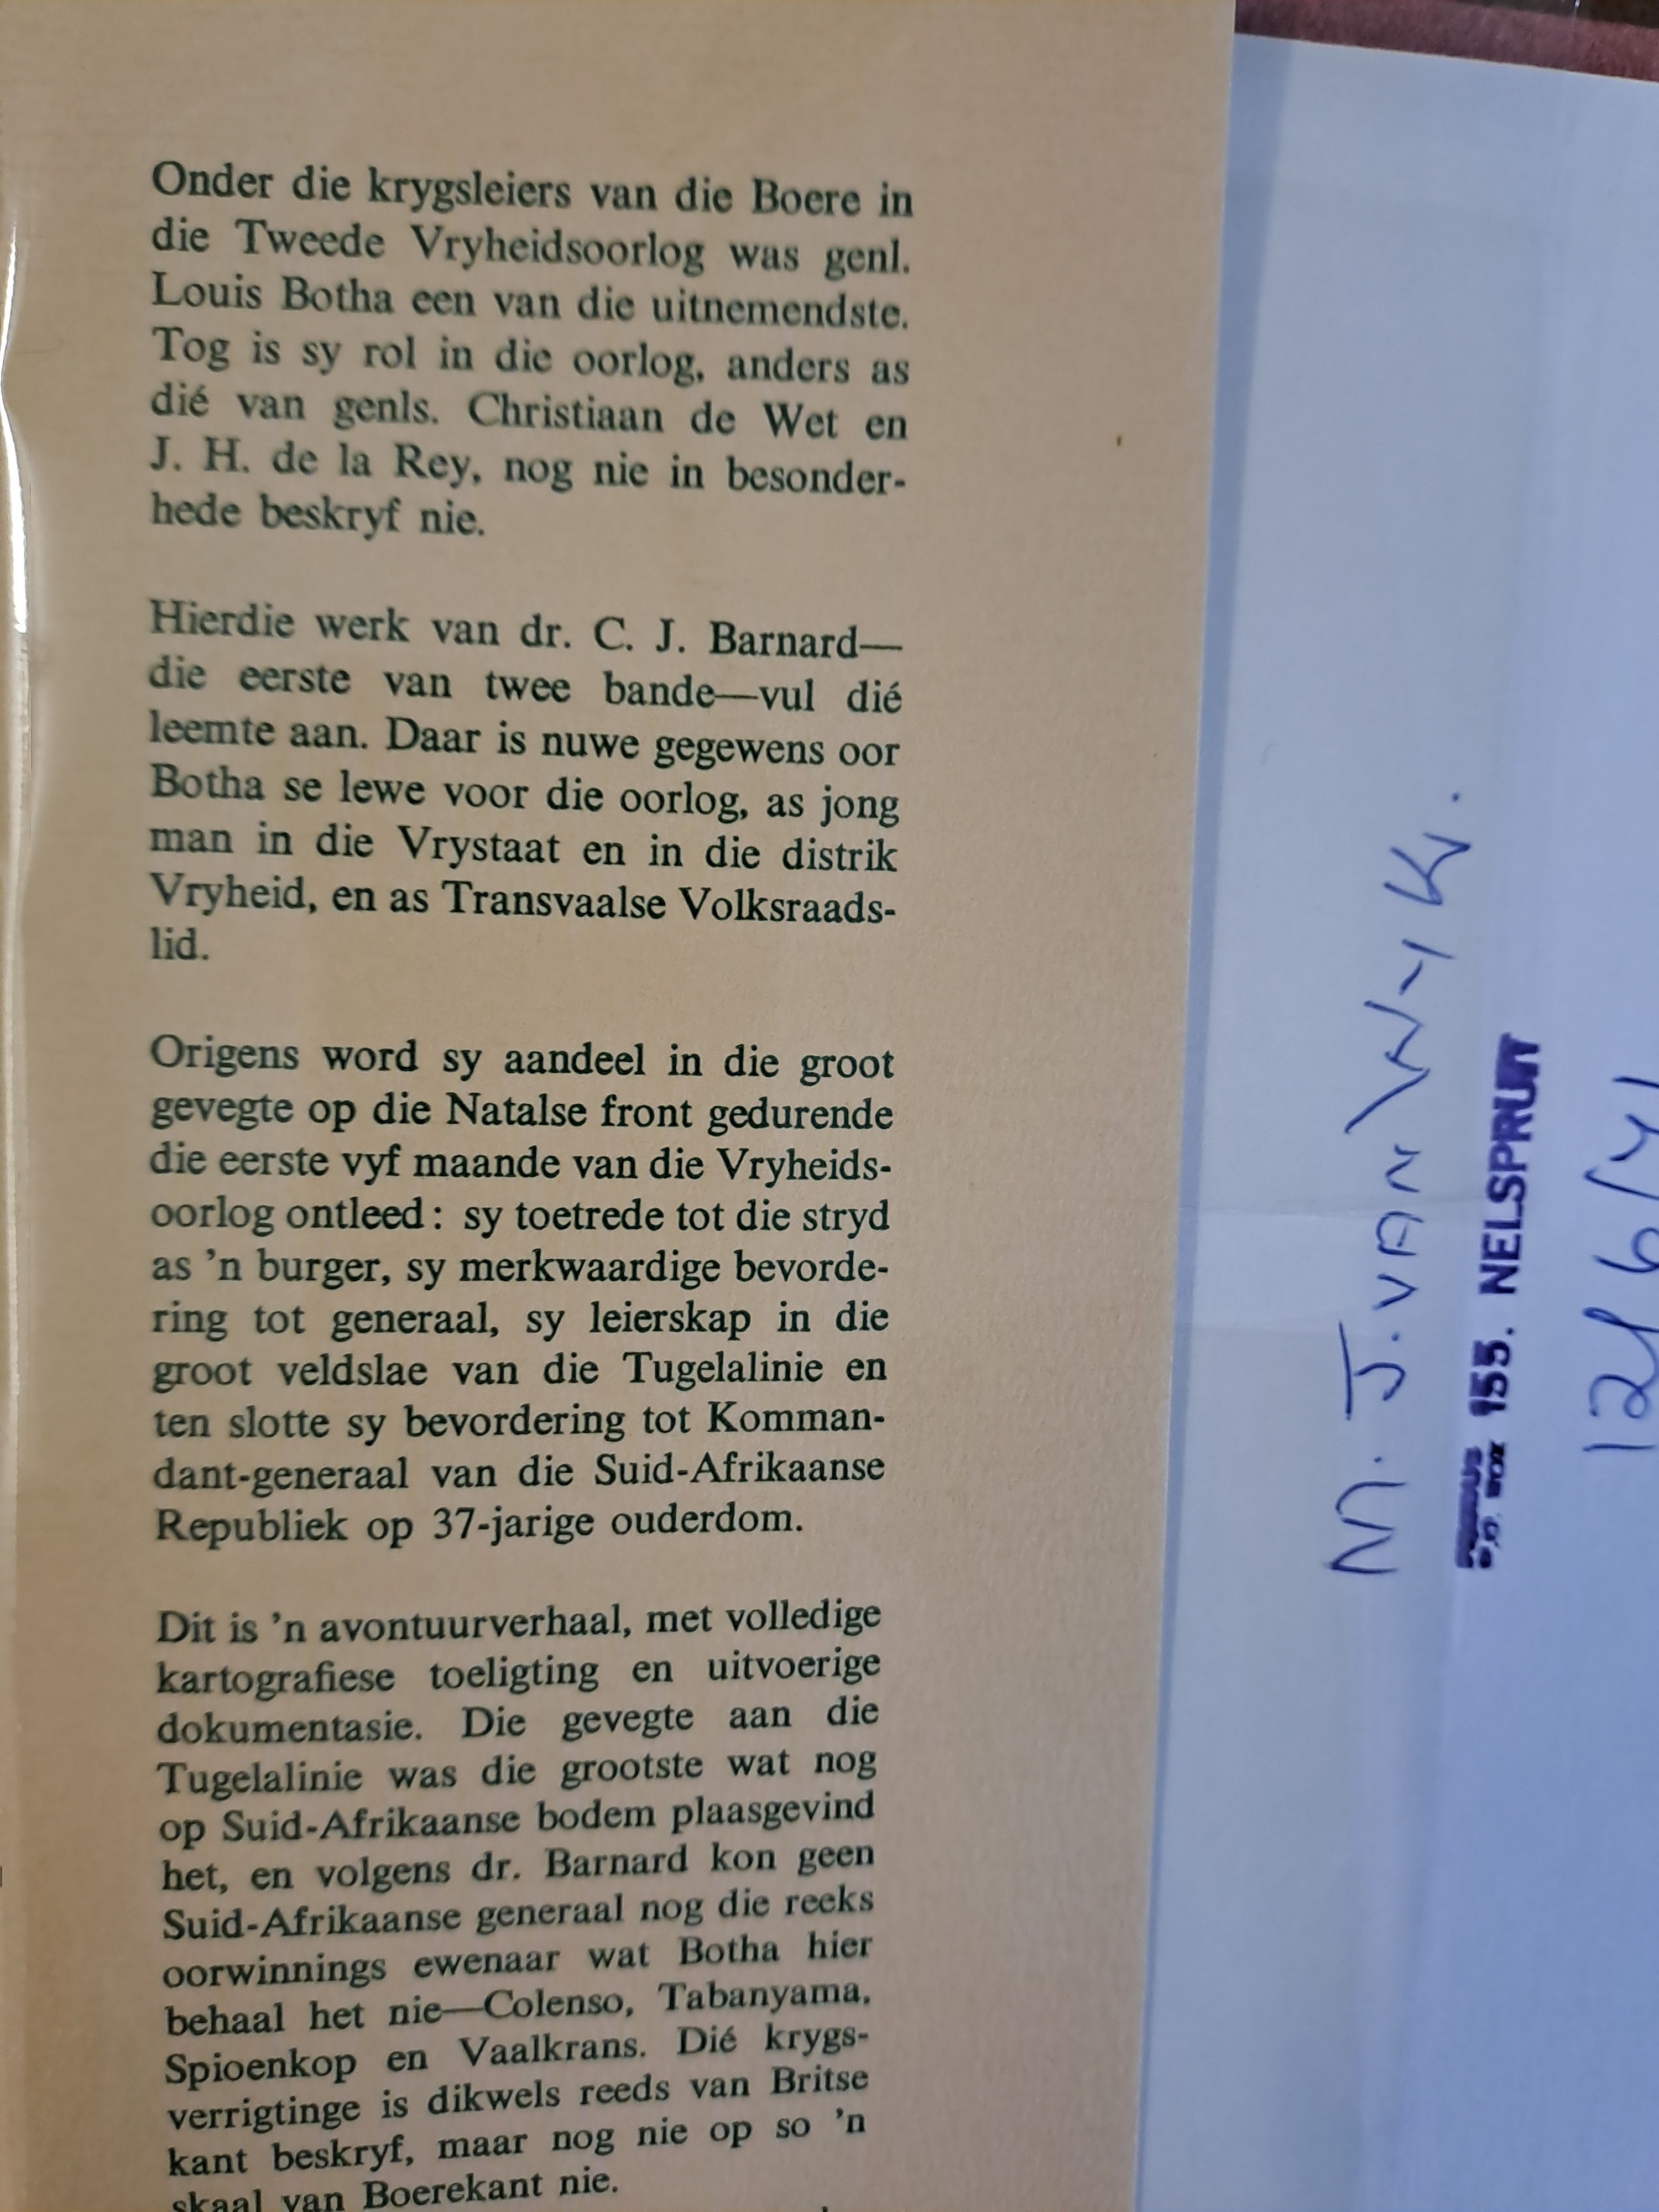 Onder die krygsleiers van die Boere in
die Tweede Vryheidsoorlog was genl.
Louis Botha een van die uitnemendste.
Tog is sy rol in die oorlog, anders as
dié van genls. Christiaan de Wet en
J. H. de la Rey, nog nie in besonder-
hede beskryf nie.
Hierdie werk van dr. C. J. Barnard—
die eerste van twee bande—vul dié
leemte aan. Daar is nuwe gegewens oor
Botha se lewe voor die oorlog, as jong
man in die Vrystaat en in die distrik
Vryheid, en as Transvaalse Volksraads-
lid.
Origens word sy aandeel in die groot
gevegte op die Natalse front gedurende
die eerste vyf maande van die Vryheids-
oorlog ontleed: sy toetrede tot die stryd
as ’n burger, sy merkwaardige bevorde-
ring tot generaal, sy leierskap in die
groot veldslae van die Tugelalinie en
ten slotte sy bevordering tot Komman-
dant-generaal van die Suid-Afrikaanse
Republiek op 37-jarige ouderdom.
Dit is ’n avontuurverhaal, met volledige
kartografiese toeligting en uitvoerige
dokumentasie. Die gevegte aan die
Tugelalinie was die grootste wat nog
op Suid-Afrikaanse bodem plaasgevind
het, en volgens dr. Barnard kon geen
Suid-Afrikaanse generaal nog die reeks
oorwinnings ewenaar wat Botha hier
behaal het nie—Colenso, Tabanyama,
Spioenkop en Vaalkrans. Dié krygs-
verrigtinge is dikwels reeds van Britse
kant beskryf, maar nog nie op so ’n
skaal van Boerekant nie.
M. J. VAN WYK.
P.O. BOX 155. NELSPRUIT